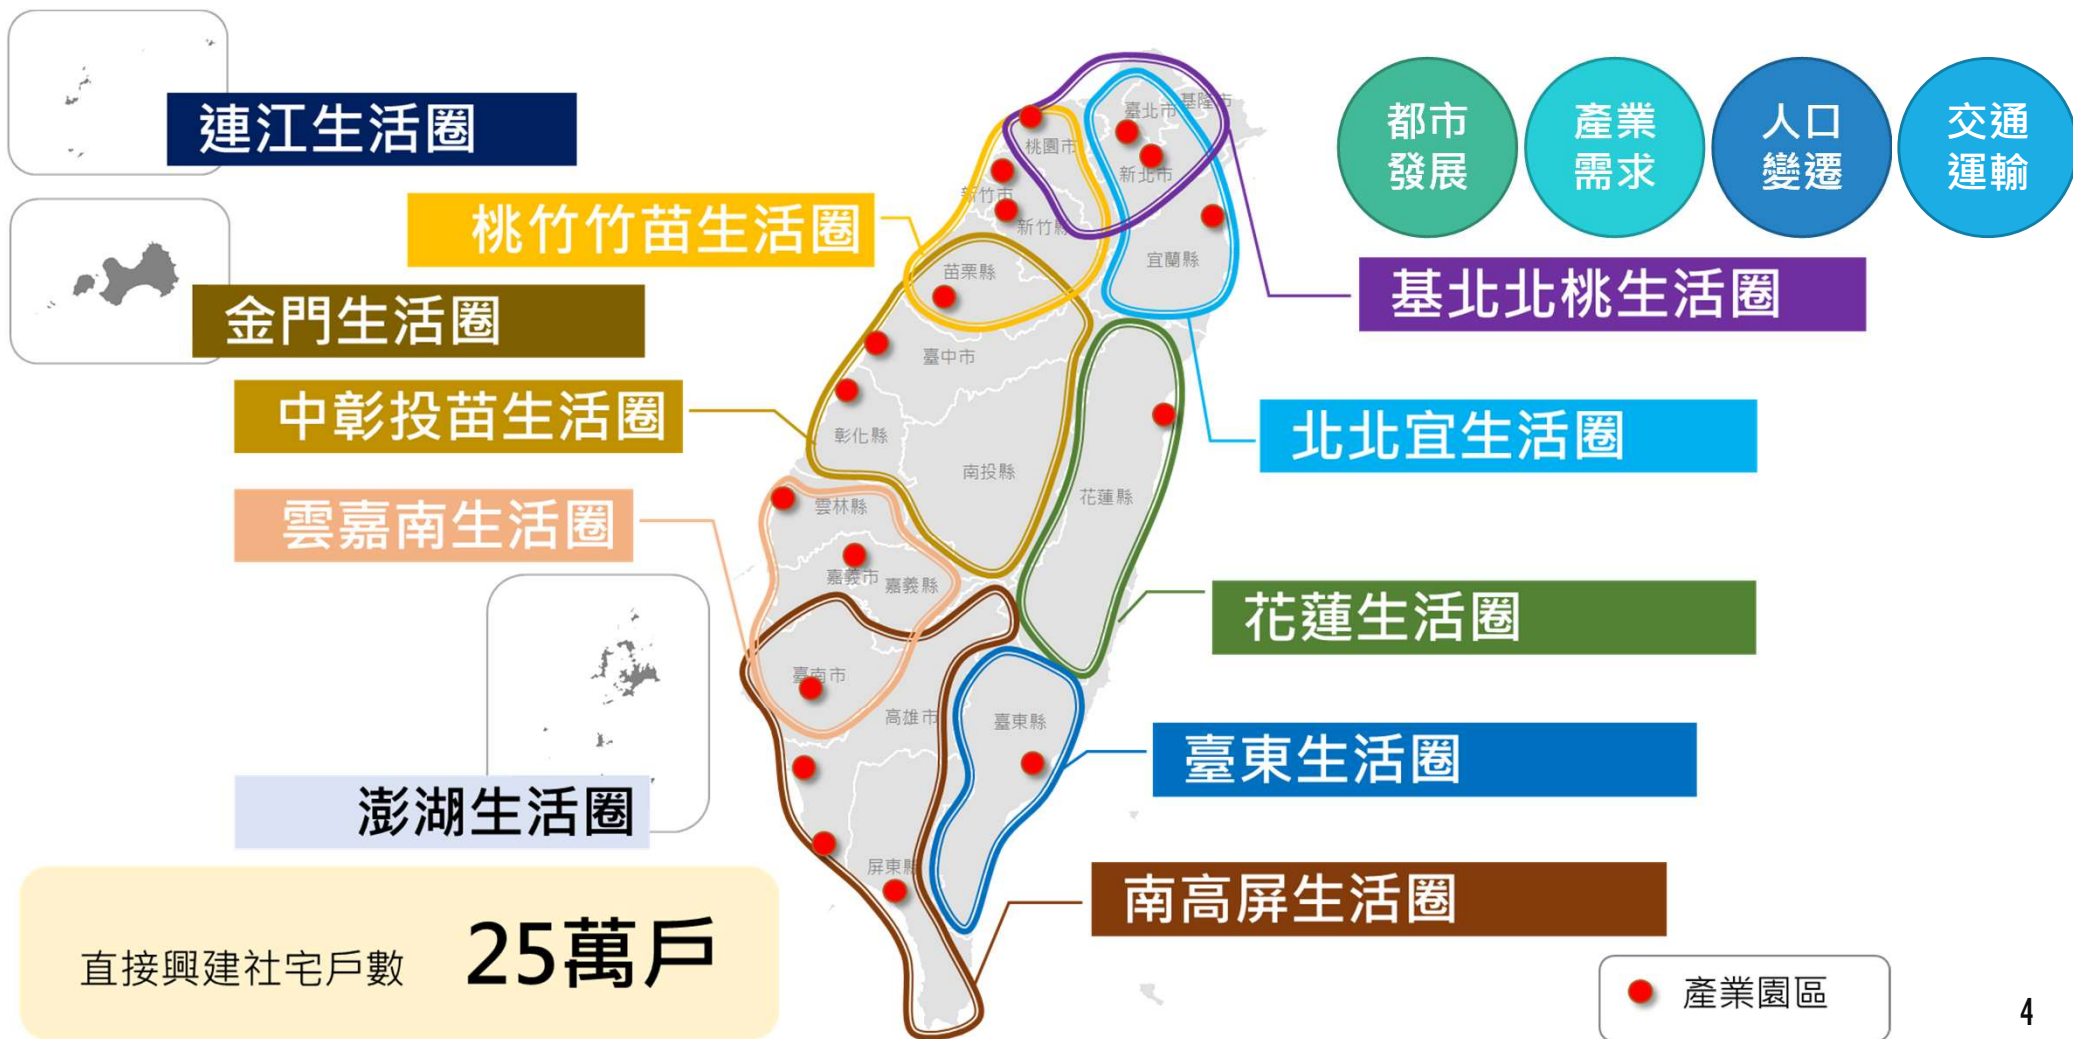 連江生活圈
桃竹竹苗生活圈
金門生活圈
中彰投苗生活圈
雲嘉南生活圈
澎湖生活圈
直接興建社宅戶數 25萬戶
基隆市
臺北市
桃園市
新北市
新竹市
新竹縣
宜蘭縣
苗栗縣
臺中市
彰化縣
南投縣
花蓮縣
雲林縣
嘉義市
嘉義縣
臺南市
高雄市
臺東縣
屏東縣
都市
發展
產業
需求
人口
變遷
交通
運輸
基北北桃生活圈
北北宜生活圈
花蓮生活圈
臺東生活圈
南高屏生活圈
產業園區
4